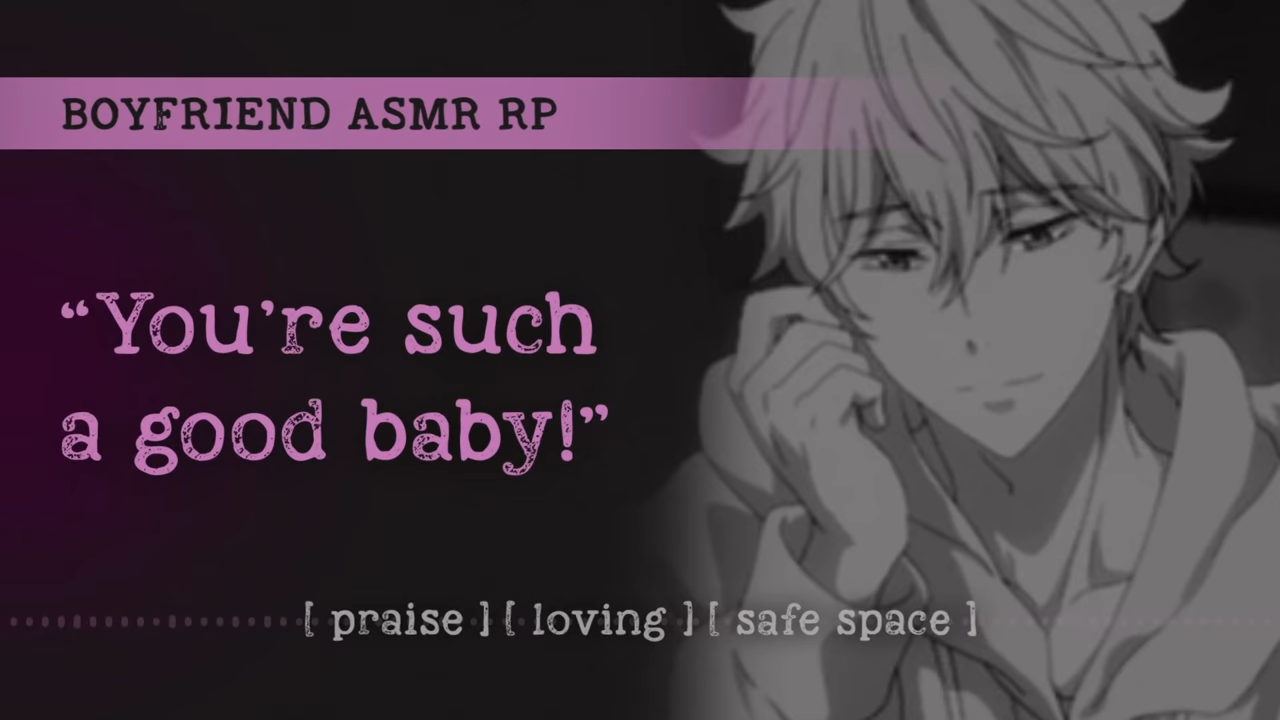 BOYFRIEND ASMR RP
“You’re such
a good baby!”
[ praise ] [ loving ] [ safe space ]